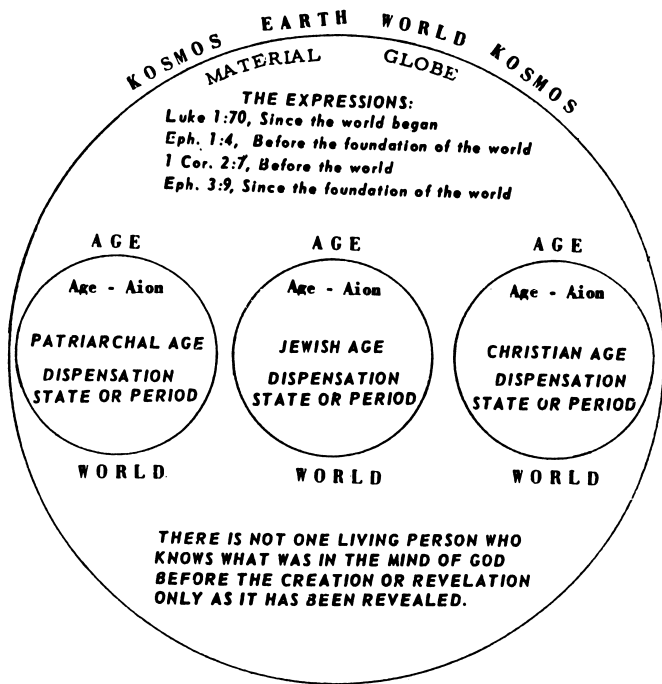 KOSMOS EARTH WORLD KOSMOS
MATERIAL GLOBE
THE EXPRESSIONS:
Luke 1:70, Since the world began
Eph. 1:4, Before the foundation of the world
1 Cor. 2:7, Before the world
Eph. 3:9, Since the foundation of the world
AGE
Age - Aion
PATRIARCHAL AGE
DISPENSATION
STATE OR PERIOD
WORLD
AGE
Age - Aion
JEWISH AGE
DISPENSATION
STATE OR PERIOD
WORLD
AGE
Age - Aion
CHRISTIAN AGE
DISPENSATION
STATE OR PERIOD
WORLD
THERE IS NOT ONE LIVING PERSON WHO
KNOWS WHAT WAS IN THE MIND OF GOD
BEFORE THE CREATION OR REVELATION
ONLY AS IT HAS BEEN REVEALED.